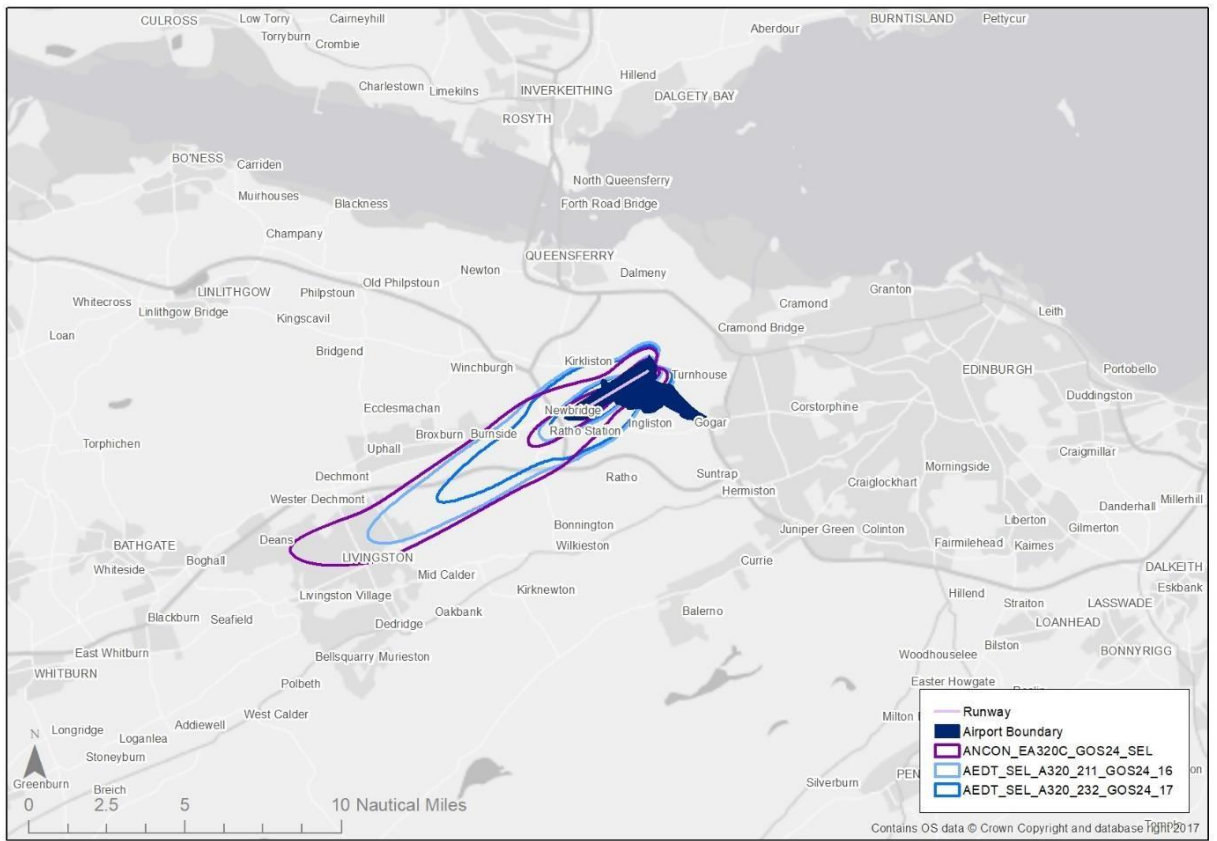 CULROSS
Low Torry
Cairneyhill
Torryburn
Crombie
Aberdour
BURNTISLAND
Pettycur
Charlestown
Limekilns
INVERKEITHING
Hillend
DALGETY BAY
ROSYTH
BO'NESS
Carriden
Muirhouses
Blackness
North Queensferry
Forth Road Bridge
Champany
QUEENSFERRY
Dalmeny
Newton
Old Philpstoun
LINLITHGOW
Philpstoun
Whitecross
Linlithgow Bridge
Kingscavil
Loan
Bridgend
Granton
Cramond
Leith
Cramond Bridge
Winchburgh
Kirkliston
Turnhouse
EDINBURGH
Portobello
Duddingston
Ecclesmachan
Newbridge
Corstorphine
Torphichen
Broxburn
Burnside
Ratho Station
Ingliston
Gogar
Uphall
Craigmillar
Dechmont
Ratho
Suntrap
Morningside
Wester Dechmont
Hermiston
Craiglockhart
Millerhill
Danderhall
Bonnington
Juniper Green
Colinton
Liberton
Gilmerton
Deans
BATHGATE
Boghall
LIVINGSTON
Wilkieston
Fairmilehead
Kaimes
Whiteside
Mid Calder
Currie
DALKEITH
Eskbank
Livingston Village
Kirknewton
Hillend
Straiton
LASSWADE
Blackburn
Seafield
Oakbank
Balerno
LOANHEAD
Dedridge
East Whitburn
Bellsquarry
Murieston
Bilston
BONNYRIGG
Woodhouselee
WHITBURN
Polbeth
Easter Howgate
West Calder
Milton
Longridge
Addiewell
Loganlea
Stoneyburn
Greenburn
Breich
Silverburn
N
0
2.5
5
10 Nautical Miles
Runway
Airport Boundary
ANCON_EA320C_GOS24_SEL
AEDT_SEL_A320_211_GOS24_16
AEDT_SEL_A320_232_GOS24_17
Contains OS data © Crown Copyright and database right 2017